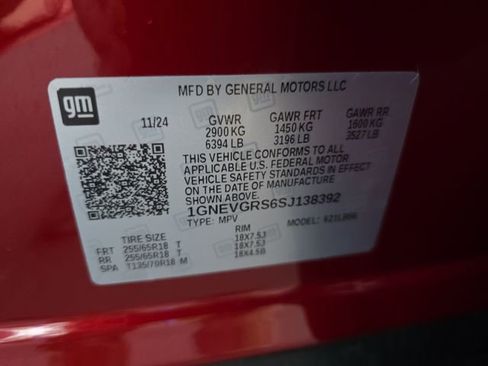 gm
MFD BY GENERAL MOTORS LLC
11/24 GVWR GAWR FRT GAWR RR
2900 KG 1450 KG 1600 KG
6394 LB 3196 LB 3527 LB
THIS VEHICLE CONFORMS TO ALL
APPLICABLE U.S. FEDERAL MOTOR
VEHICLE SAFETY STANDARDS IN EFFECT
ON THE DATE OF MANUFACTURE SHOWN
ABOVE.
1GNEVGRS6SJ138392
TYPE: MPV MODEL:
TIRE SIZE RIM
FRT 255/65R18 T 18X7.5J
RR 255/65R18 T 18X7.5J
SPA T135/70R18 M 18X4.5B